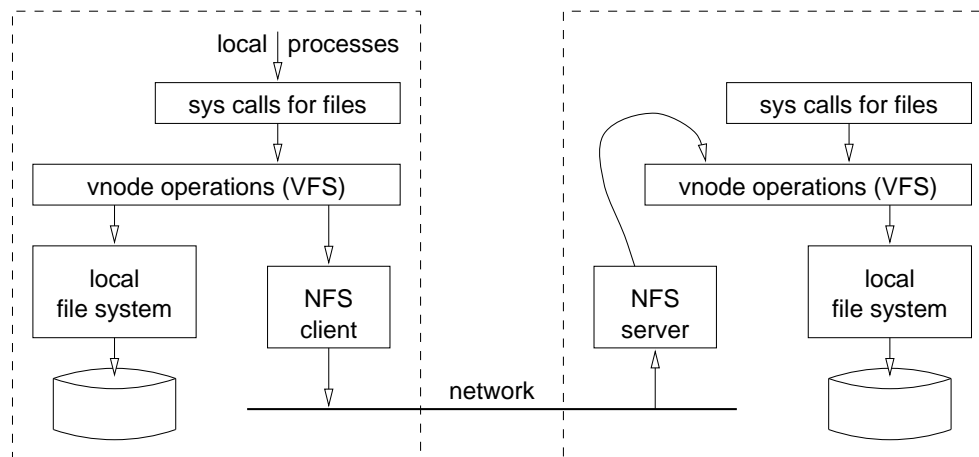 local processes
sys calls for files
vnode operations (VFS)
local
file system
NFS
client
network
sys calls for files
vnode operations (VFS)
NFS
server
local
file system